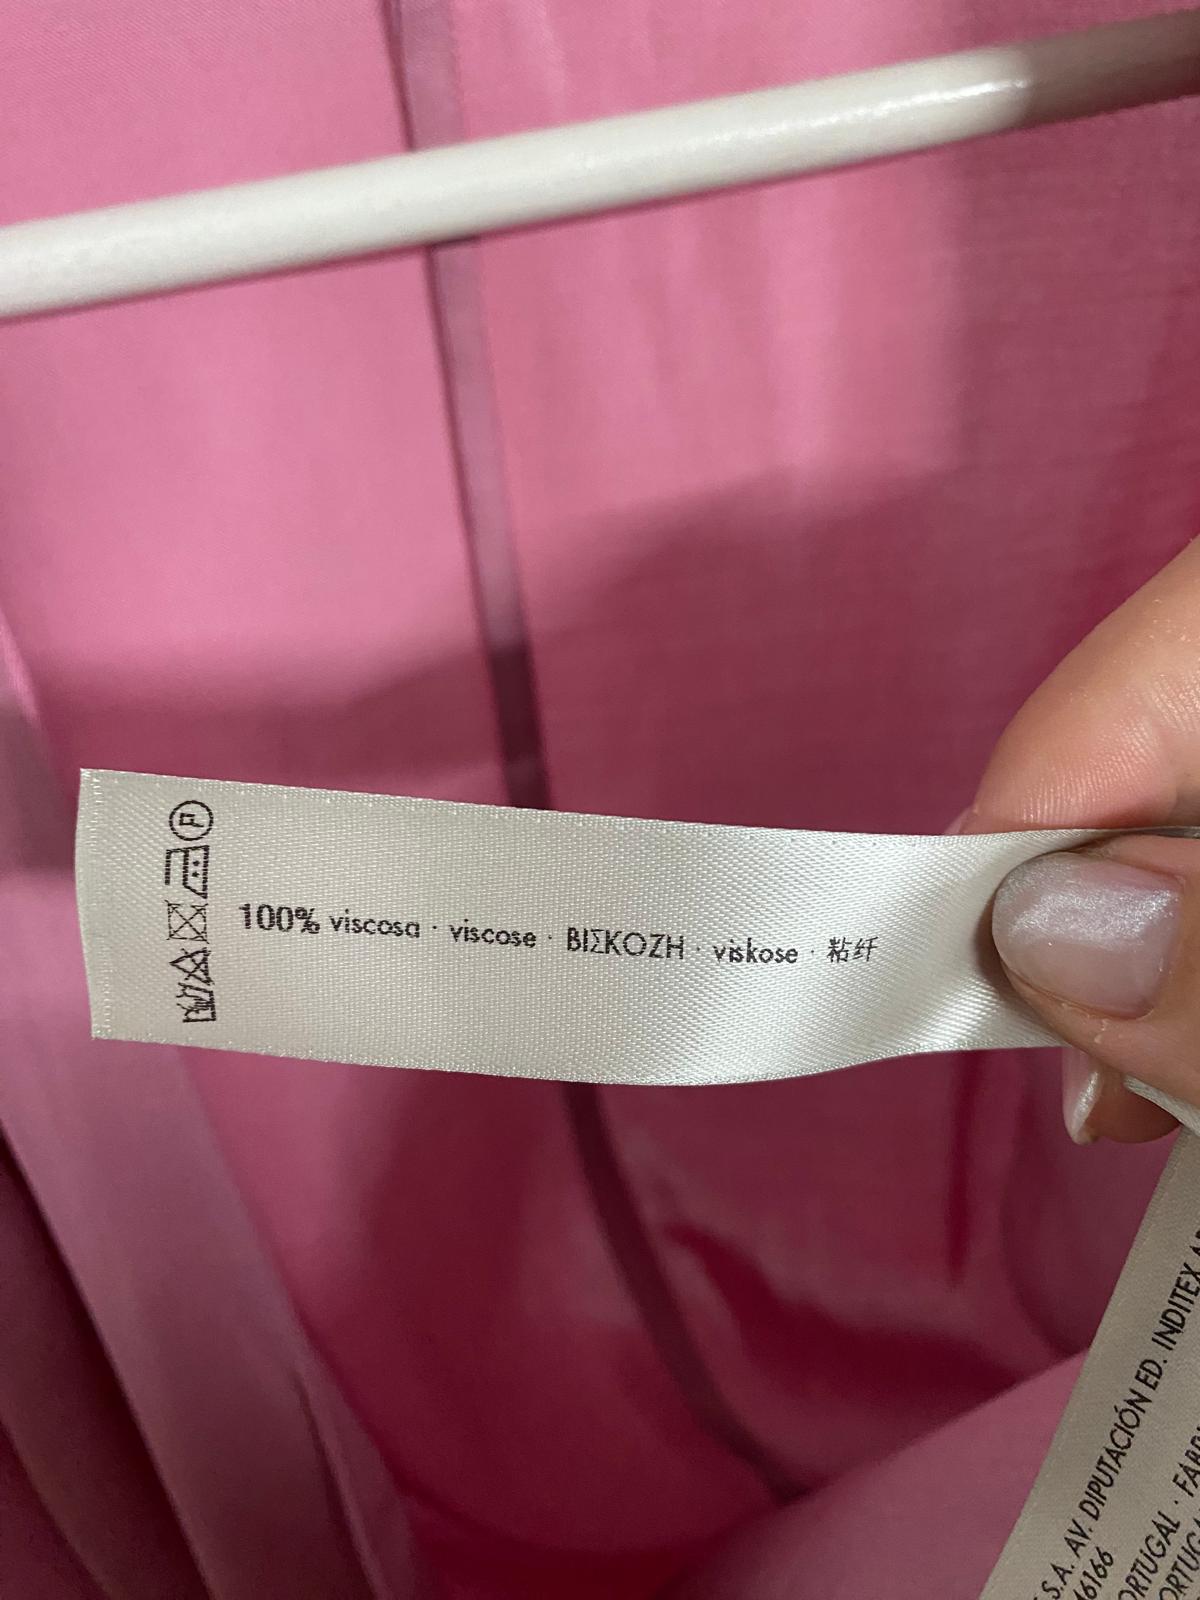 100% viscosa · viscose · ΒΙΣΚΟΖΗ · viskose · 粘纤
P
S.A. AV. DIPUTACIÓN ED. INDITEX
PORTUGAL